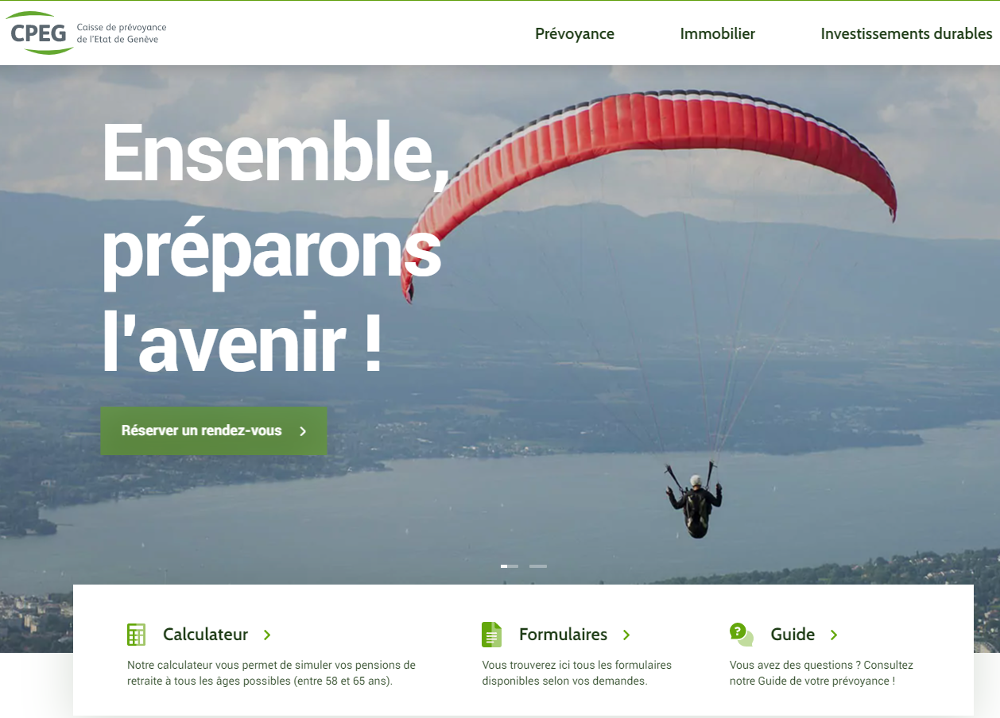 CPEG
Caisse de prévoyance
de l'Etat de Genève
Prévoyance
Immobilier
Investissements durables
Ensemble,
préparons
l'avenir !
Réserver un rendez-vous
Calculateur
Notre calculateur vous permet de simuler vos pensions de
retraite à tous les âges possibles (entre 58 et 65 ans).
Formulaires
Vous trouverez ici tous les formulaires
disponibles selon vos demandes.
Guide
Vous avez des questions ? Consultez
notre Guide de votre prévoyance !